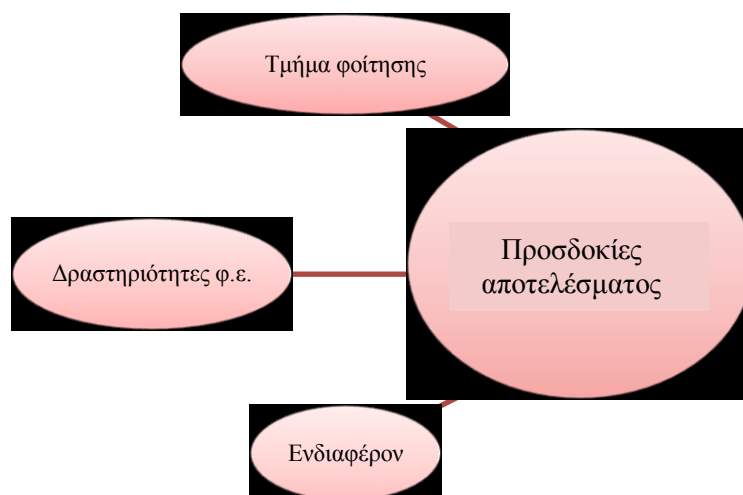 Τμήμα φοίτησης
Προσδοκίες
αποτελέσματος
Δραστηριότητες φ.ε.
Ενδιαφέρον